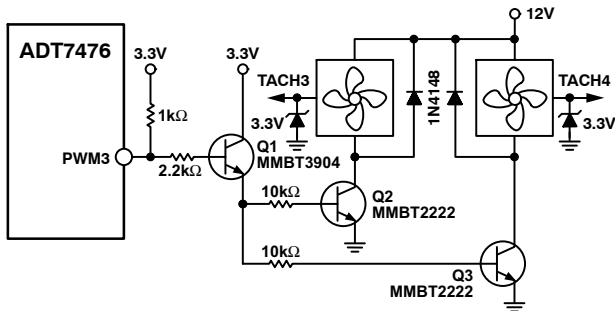 12V
ADT7476
3.3V
3.3V
TACH3
TACH4
1N4148
3.3V
3.3V
1kΩ
Q1
MMBT3904
PWM3
2.2kΩ
10kΩ
Q2
MMBT2222
10kΩ
Q3
MMBT2222